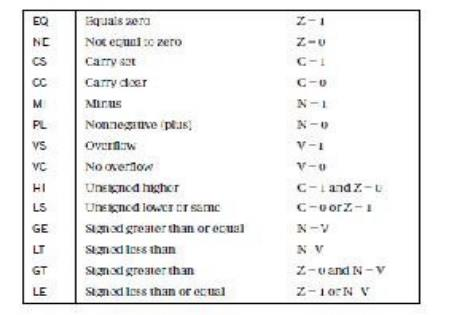 EQ Equals zero Z = 1
NE Not equal to zero Z = 0
CS Carry set C = 1
CC Carry clear C = 0
MI Minus N = 1
PL Nonnegative (plus) N = 0
VS Overflow V = 1
VC No overflow V = 0
HI Unsigned higher C = 1 and Z = 0
LS Unsigned lower or same C = 0 or Z = 1
GE Signed greater than or equal N = V
LT Signed less than N V
GT Signed greater than Z = 0 and N = V
LE Signed less than or equal Z = 1 or N V